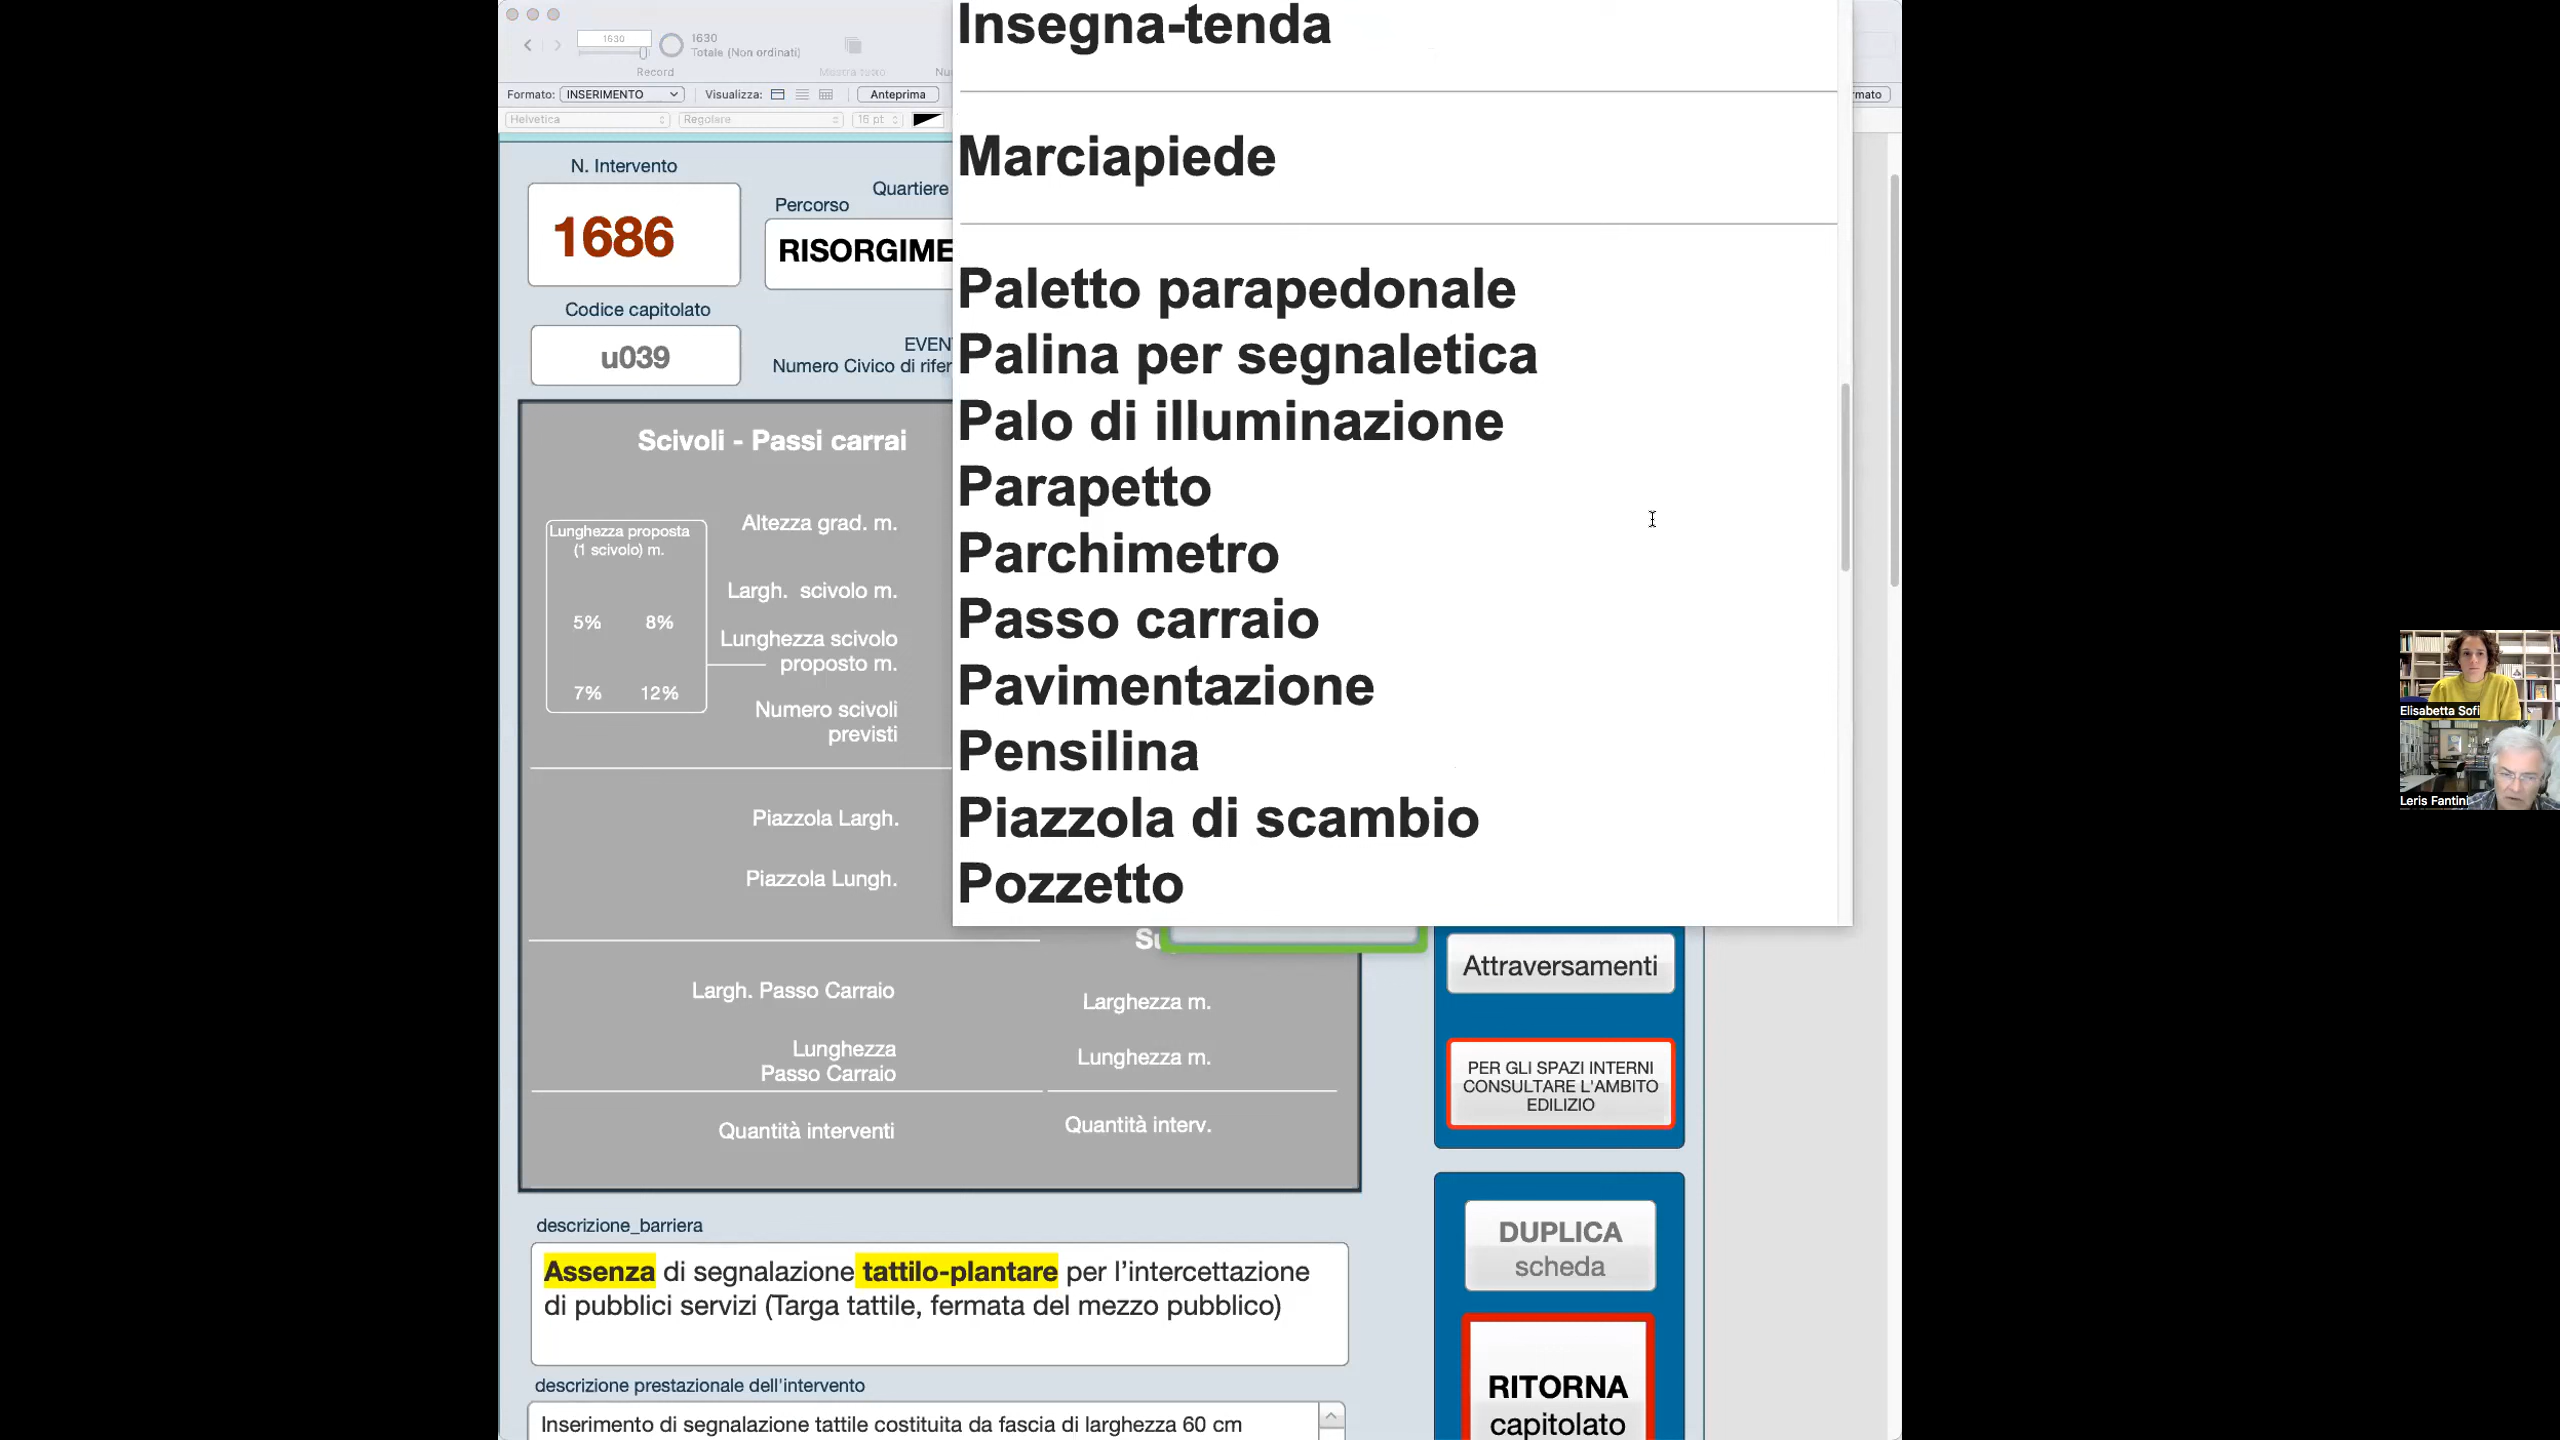 1630
1630
Totale (Non ordinati)
Record
Mostra tutto
Formato:
INSERIMENTO
Visualizza:
Anteprima
Helvetica
Regolare
16 pt
N. Intervento
1686
Quartiere
Percorso
Codice capitolato
u039
Numero Civico di
Scivoli - Passi carrai
Lunghezza proposta
(1 scivolo) m.
5%
8%
7%
12%
Altezza grad. m.
Largh. scivolo m.
Lunghezza scivolo
proposto m.
Numero scivoli
previsti
Piazzola Largh.
Piazzola Lungh.
Largh. Passo Carraio
Lunghezza
Passo Carraio
Quantità interventi
Larghezza m.
Lunghezza m.
Quantità interv.
Insegna-tenda
Marciapiede
Paletto parapedonale
Palina per segnaletica
Palo di illuminazione
Parapetto
Parchimetro
Passo carraio
Pavimentazione
Pensilina
Piazzola di scambio
Pozzetto
Attraversamenti
PER GLI SPAZI INTERNI
CONSULTARE L'AMBITO
EDILIZIO
DUPLICA
scheda
RITORNA
capitolato
descrizione_barriera
Assenza di segnalazione tattilo-plantare per l’intercettazione
di pubblici servizi (Targa tattile, fermata del mezzo pubblico)
descrizione prestazionale dell'intervento
Inserimento di segnalazione tattile costituita da fascia di larghezza 60 cm
Elisabetta Sofi
Leris Fantini